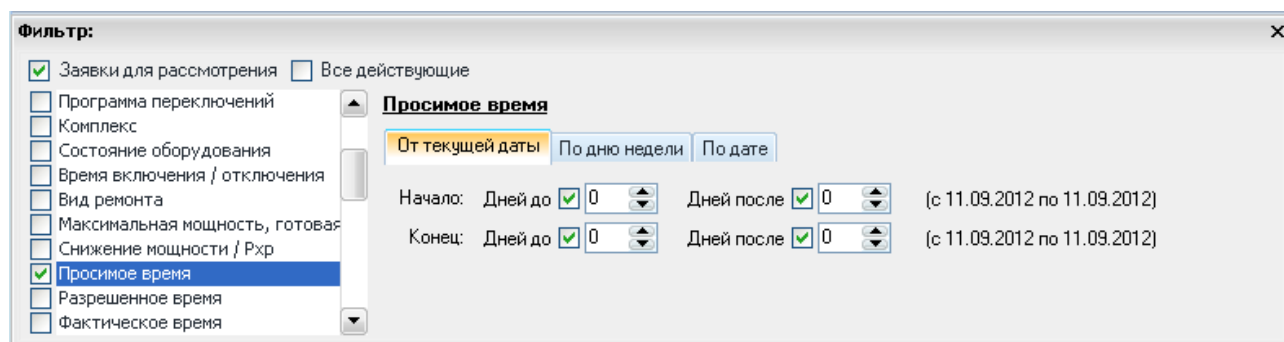 Фильтр:
Заявки для рассмотрения Все действующие
Программа переключений
Комплекс
Состояние оборудования
Время включения / отключения
Вид ремонта
Максимальная мощность, готовая
Снижение мощности / Рхр
Просимое время
Разрешенное время
Фактическое время
Просимое время
От текущей даты По дню недели По дате
Начало: Дней до 0 Дней после 0 (с 11.09.2012 по 11.09.2012)
Конец: Дней до 0 Дней после 0 (с 11.09.2012 по 11.09.2012)